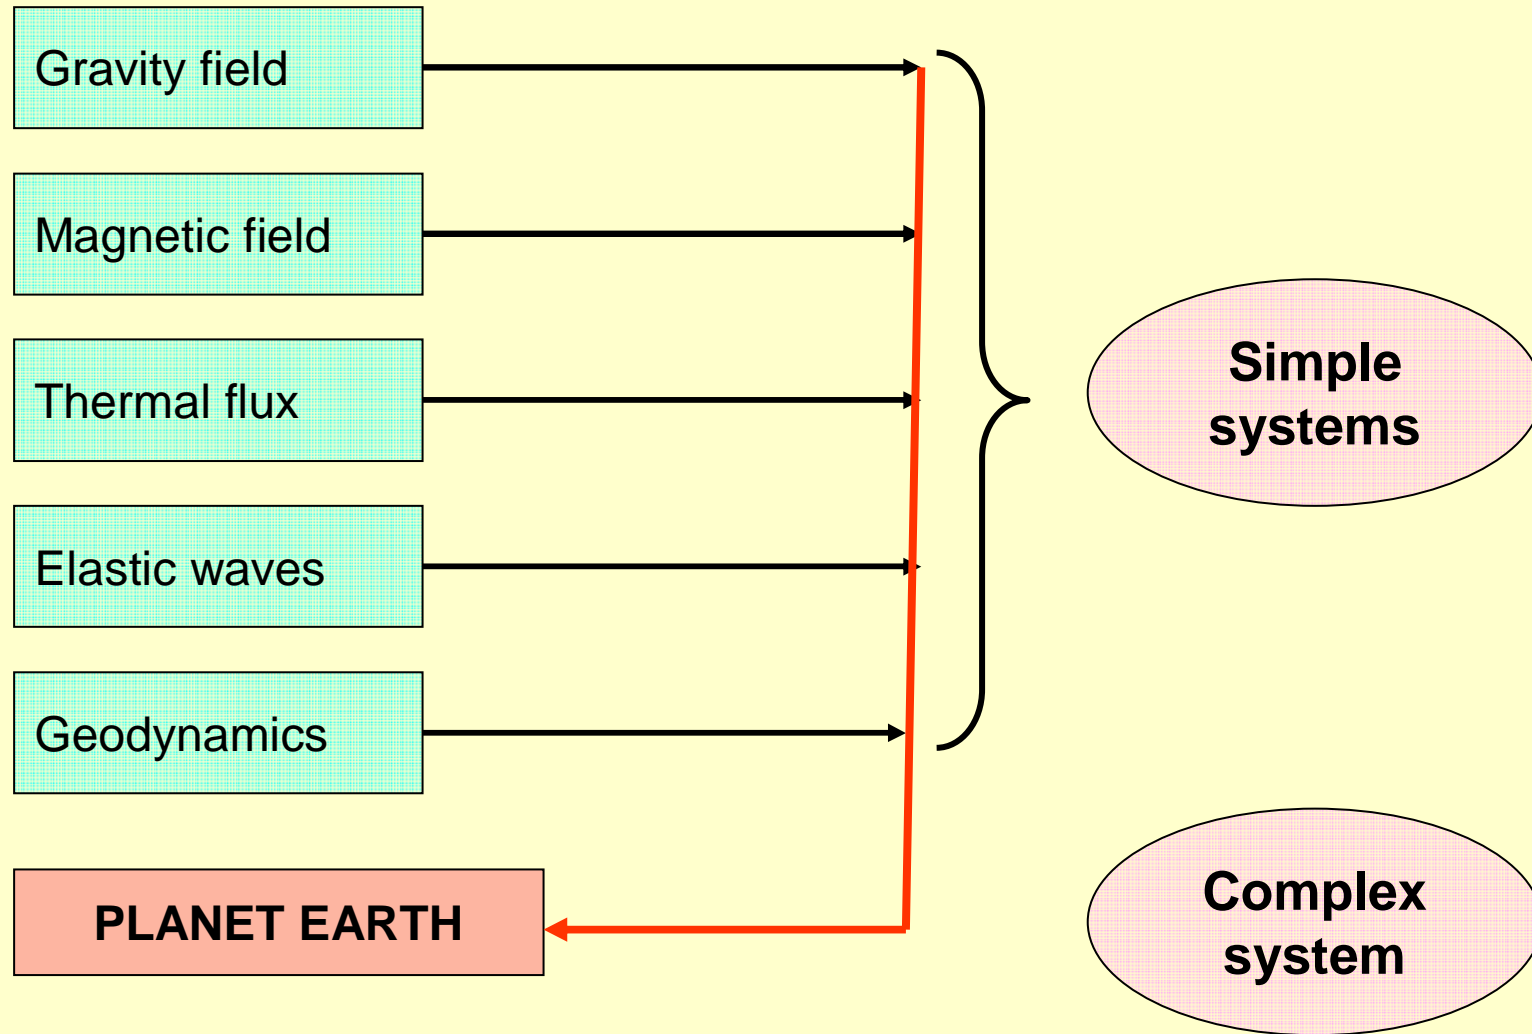 Gravity field
Magnetic field
Thermal flux
Elastic waves
Geodynamics
PLANET EARTH
Simple
systems
Complex
system